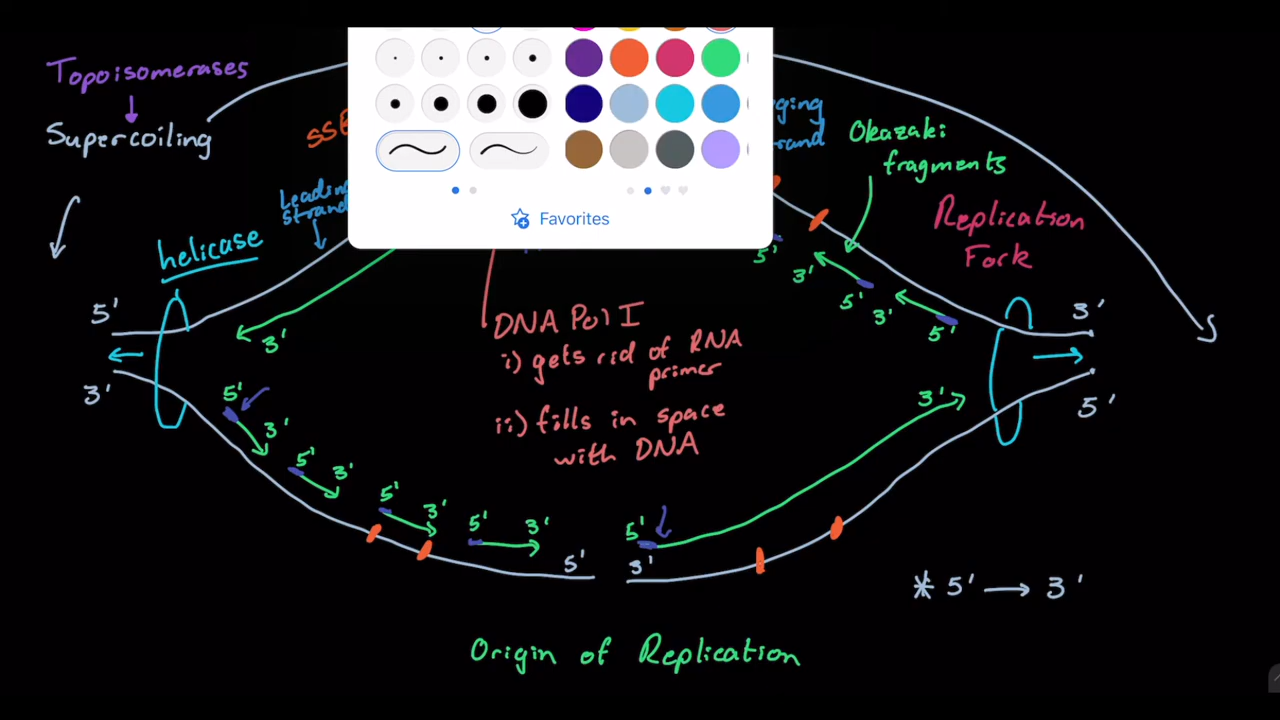 Topoisomerases
Supercoiling
Favorites
Okazaki
fragments
Replication
Fork
Leading
strand
helicase
5'
3'
3'
DNA Pol I
i) gets rid of RNA
primer
ii) fills in space
with DNA
5'
3'
5'
3'
5'
3'
5'
3'
5'
5'
3'
5'
3'
5'
3'
5'
3'
5'
3'
5'
3'
* 5' → 3'
Origin of Replication